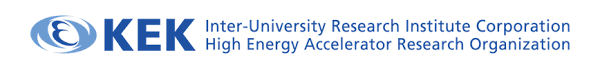 KEK
Inter-University Research Institute Corporation
High Energy Accelerator Research Organization